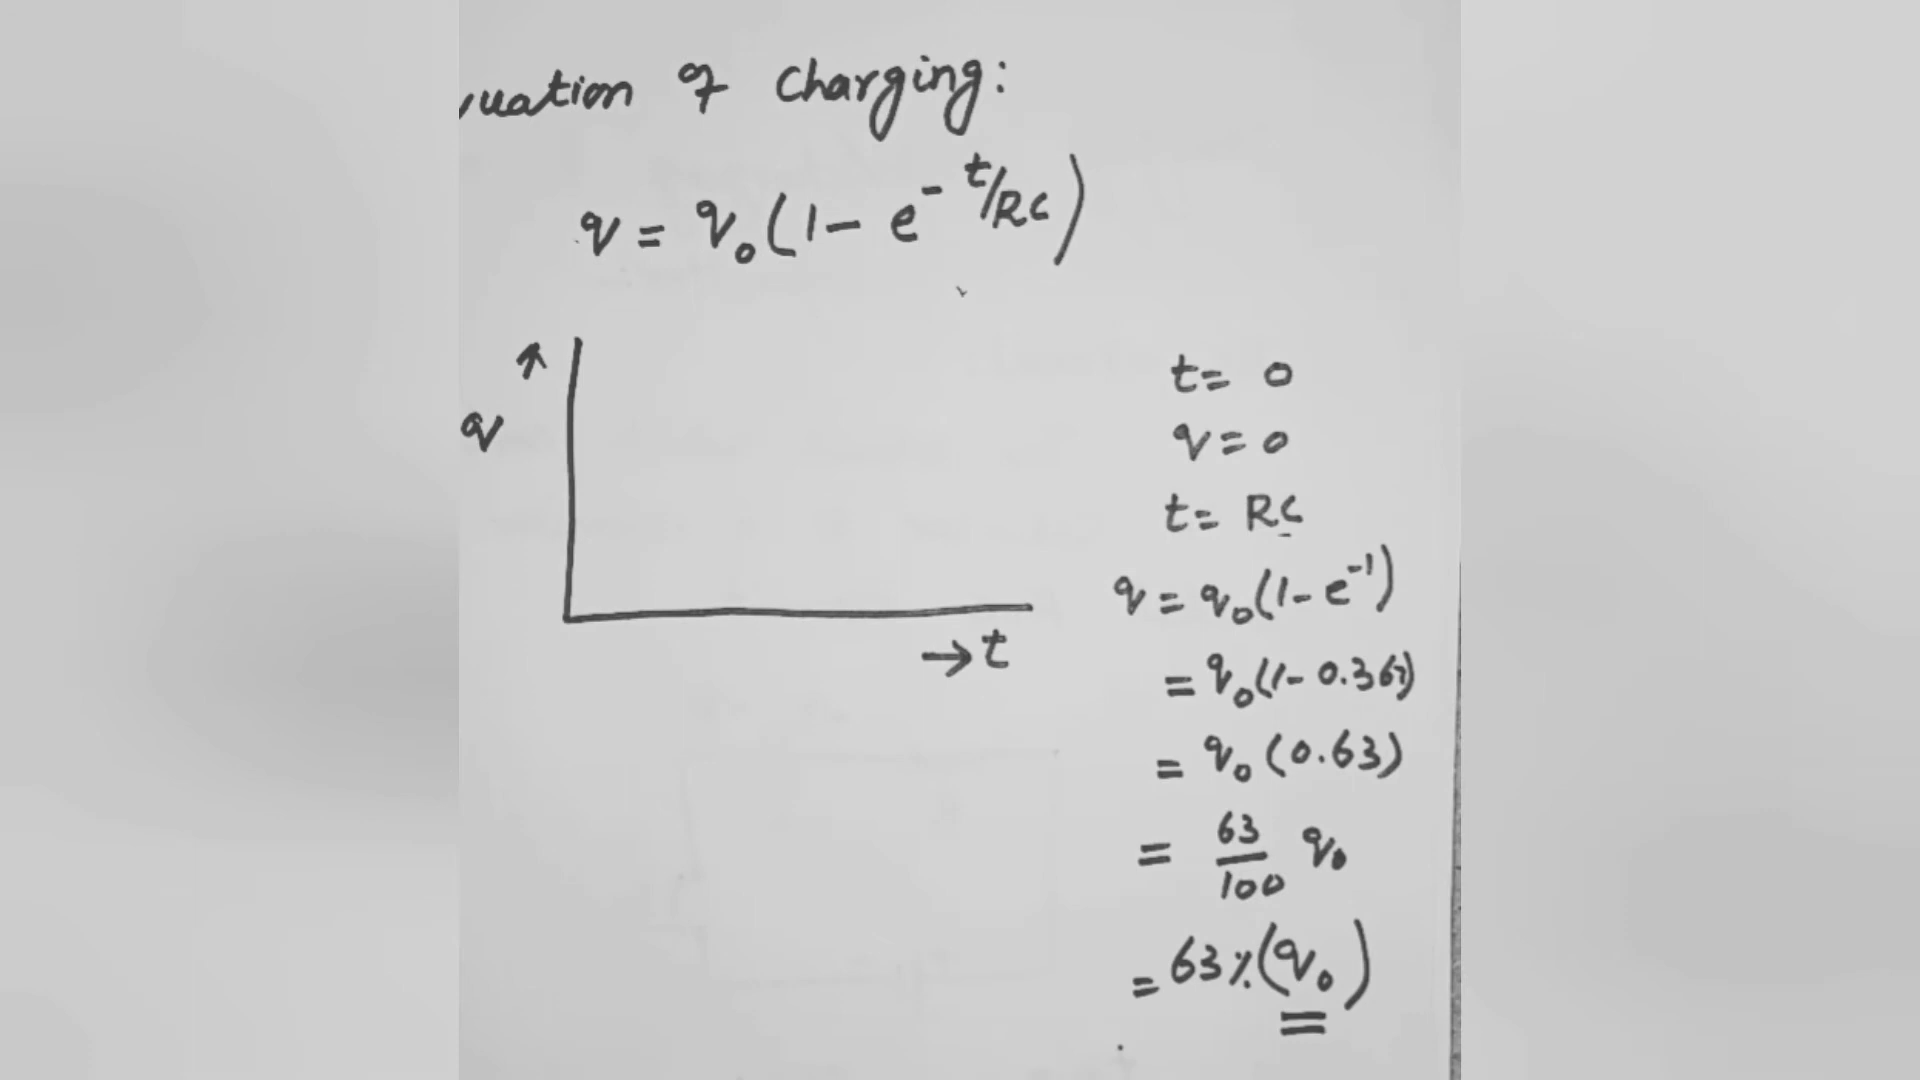 uation of charging:
q = q₀(1 - e^- t/RC)
q
→ t
t = 0
q = 0
t = RC
q = q₀(1 - e^-1)
= q₀(1 - 0.367)
= q₀(0.63)
= 63/100 q₀
= 63%(q₀)